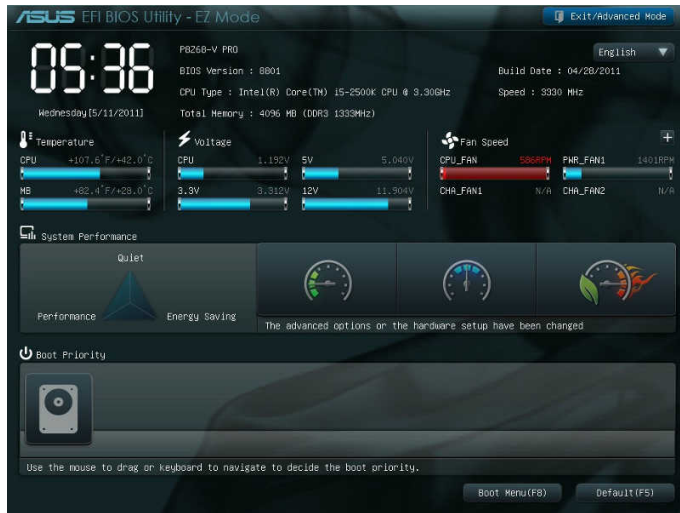 ASUS EFI BIOS Utility - EZ Mode
Exit/Advanced Mode
05:36
Wednesday[5/11/2011]
P8Z68-V PRO
BIOS Version : 8801
CPU Type : Intel(R) Core(TM) i5-2500K CPU @ 3.30GHz
Total Memory : 4096 MB (DDR3 1333MHz)
English
Build Date : 04/28/2011
Speed : 3330 MHz
Temperature
CPU +107.6°F/+42.0°C
MB +82.4°F/+28.0°C
Voltage
CPU 1.192V 5V 5.040V
3.3V 3.312V 12V 11.904V
Fan Speed
CPU_FAN 586RPM PWR_FAN1 1401RPM
CHA_FAN1 N/A CHA_FAN2 N/A
System Performance
Quiet
Performance Energy Saving
The advanced options or the hardware setup have been changed
Boot Priority
Use the mouse to drag or keyboard to navigate to decide the boot priority.
Boot Menu(F8) Default(F5)